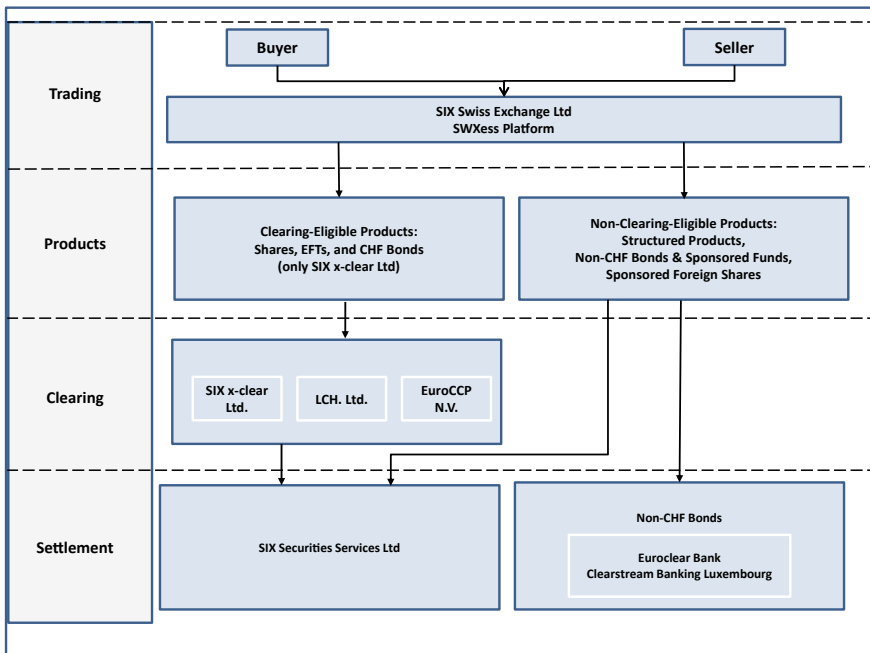 Trading
Buyer
Seller
SIX Swiss Exchange Ltd
SWXess Platform
Products
Clearing-Eligible Products:
Shares, EFTs, and CHF Bonds
(only SIX x-clear Ltd)
Non-Clearing-Eligible Products:
Structured Products,
Non-CHF Bonds & Sponsored Funds,
Sponsored Foreign Shares
Clearing
SIX x-clear
Ltd.
LCH. Ltd.
EuroCCP
N.V.
Settlement
SIX Securities Services Ltd
Non-CHF Bonds
Euroclear Bank
Clearstream Banking Luxembourg